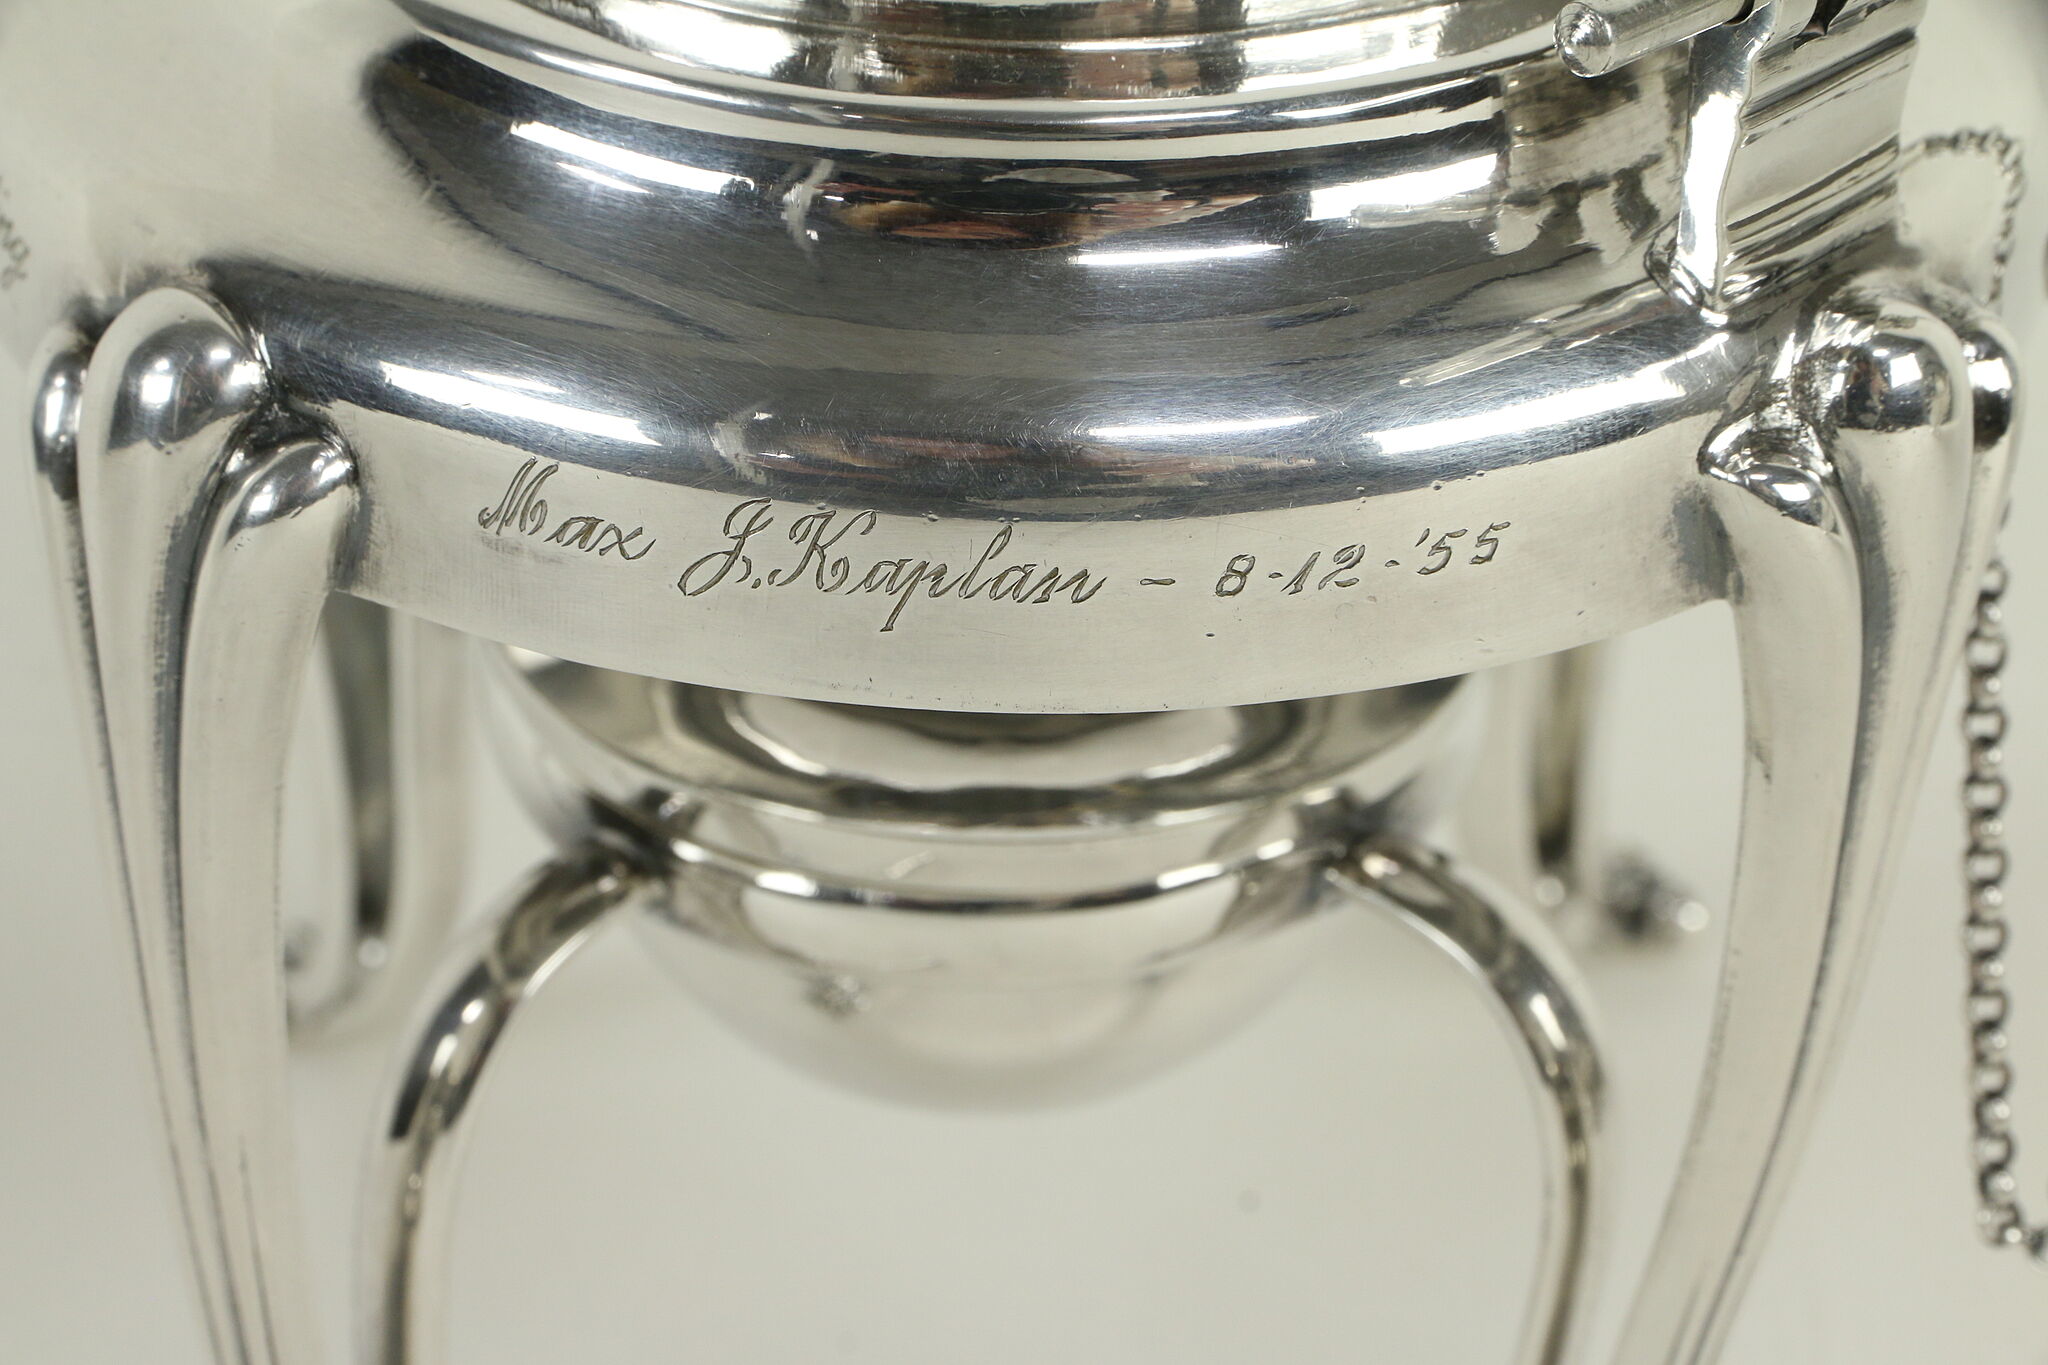 Max J. Kaplan - 8-12-'55